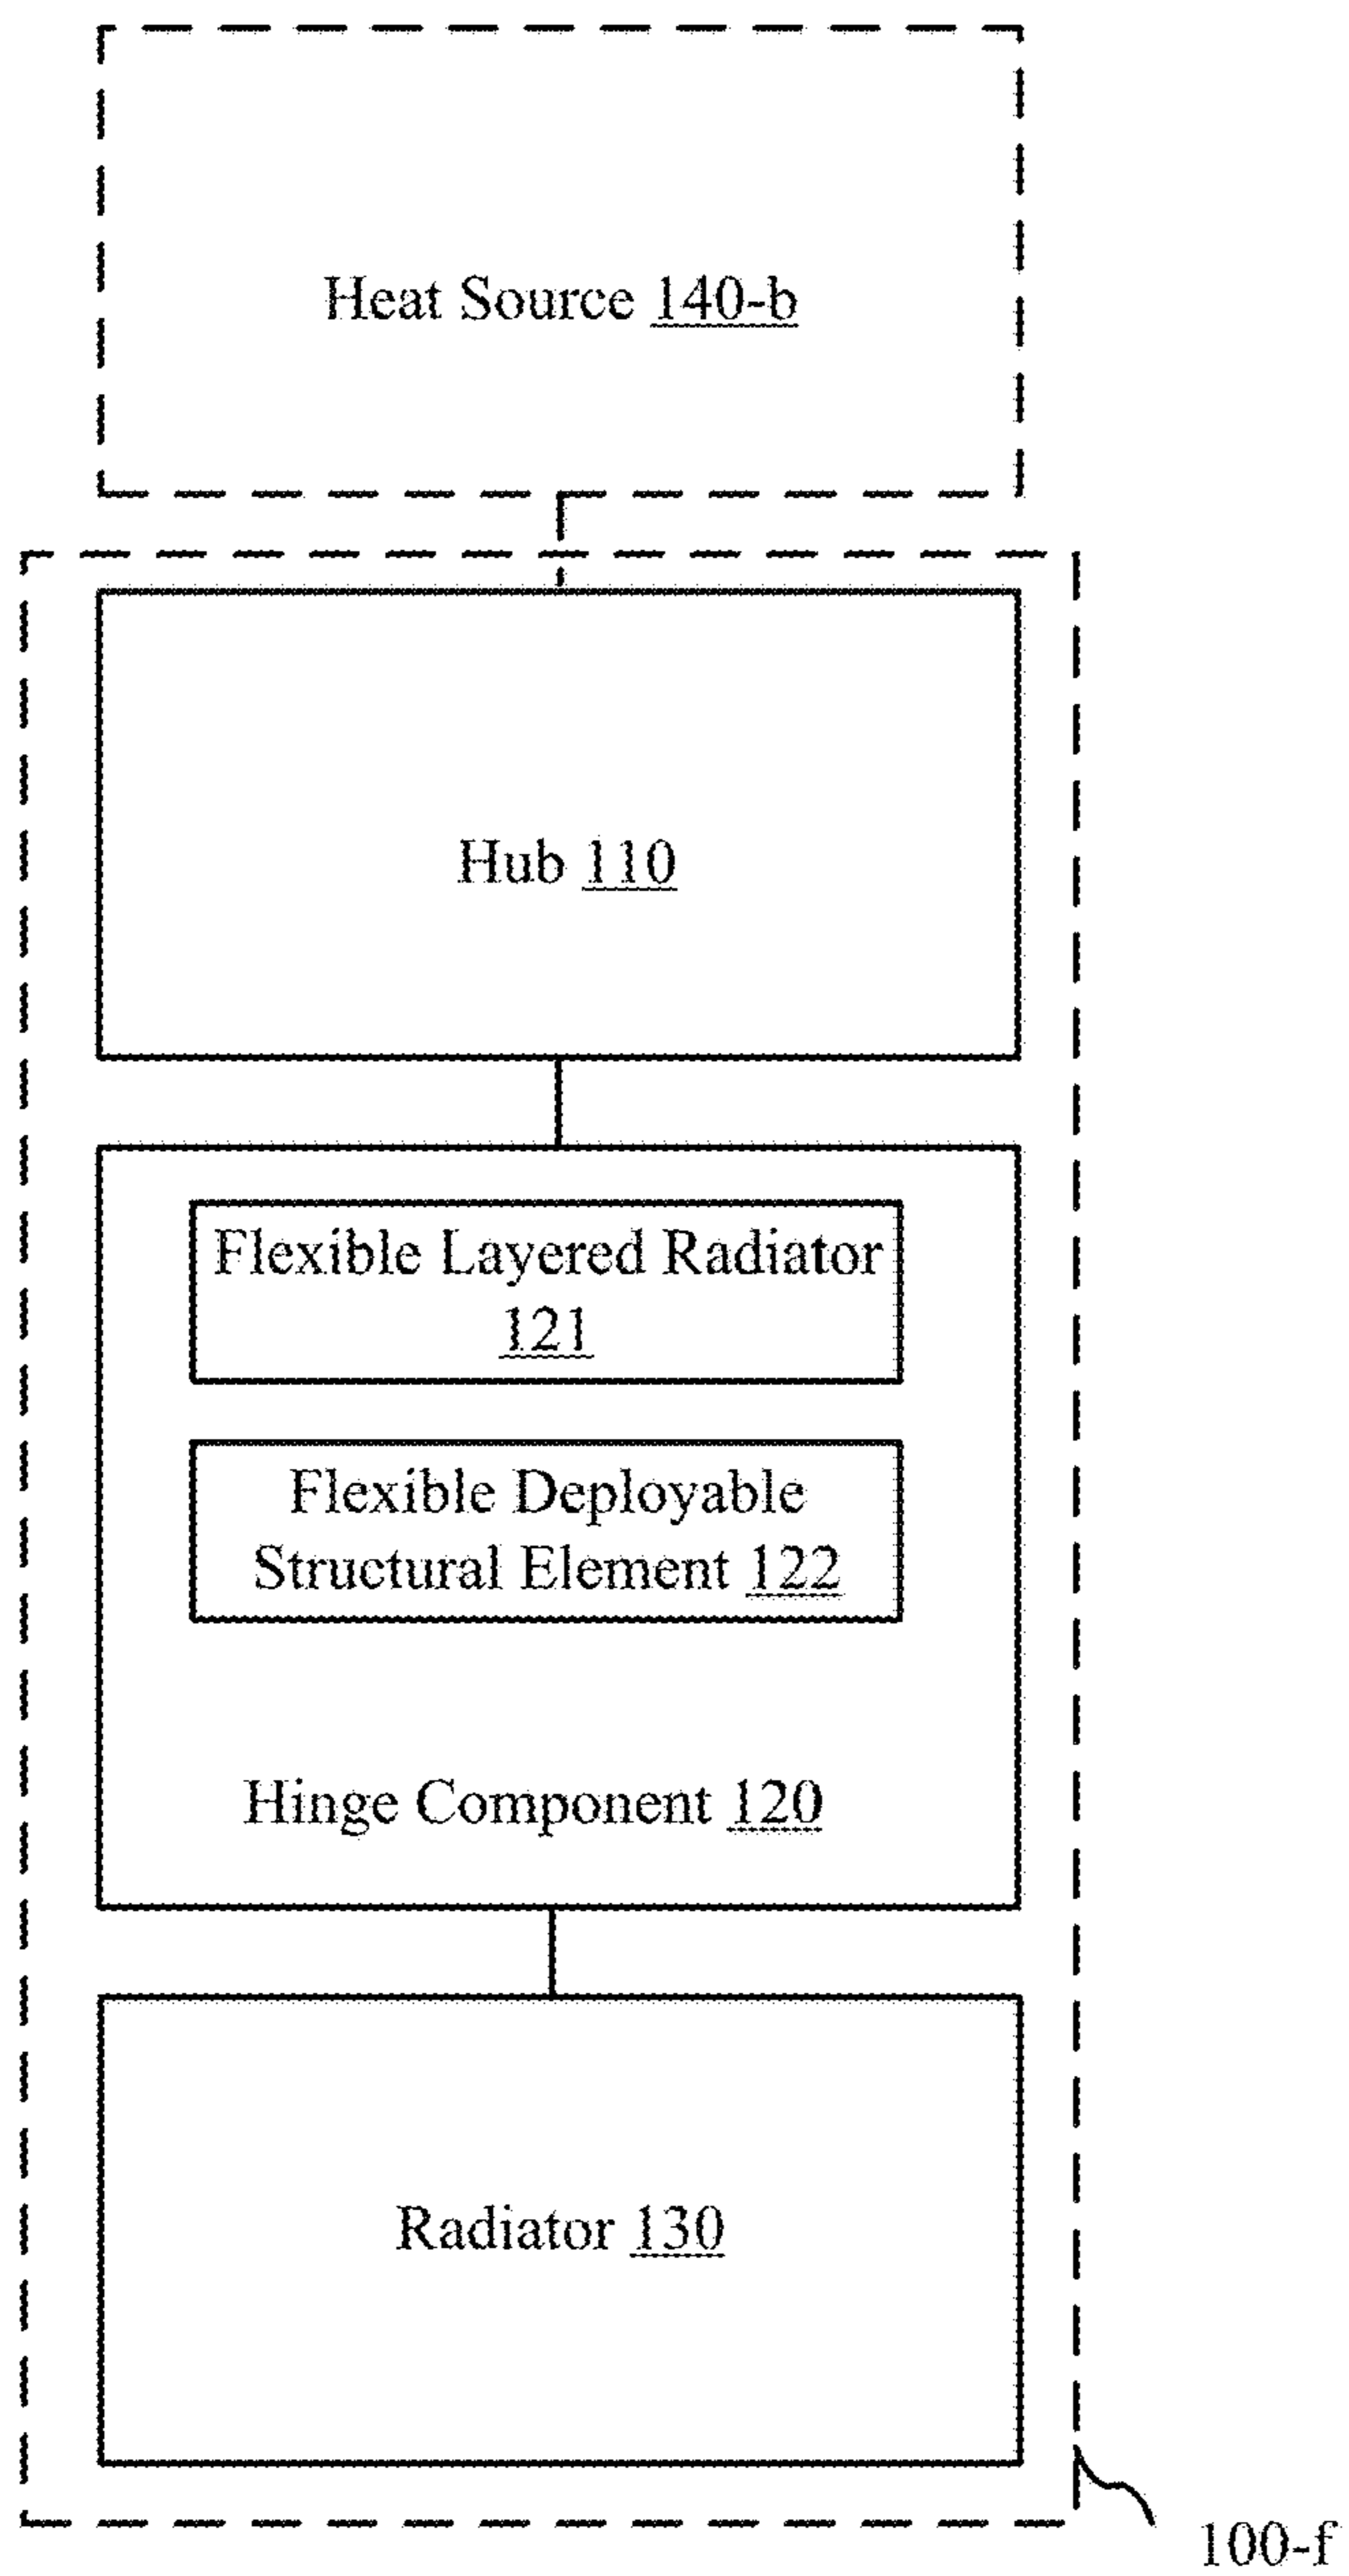 Heat Source 140-b
Hub 110
Flexible Layered Radiator
121
Flexible Deployable
Structural Element 122
Hinge Component 120
Radiator 130
100-f